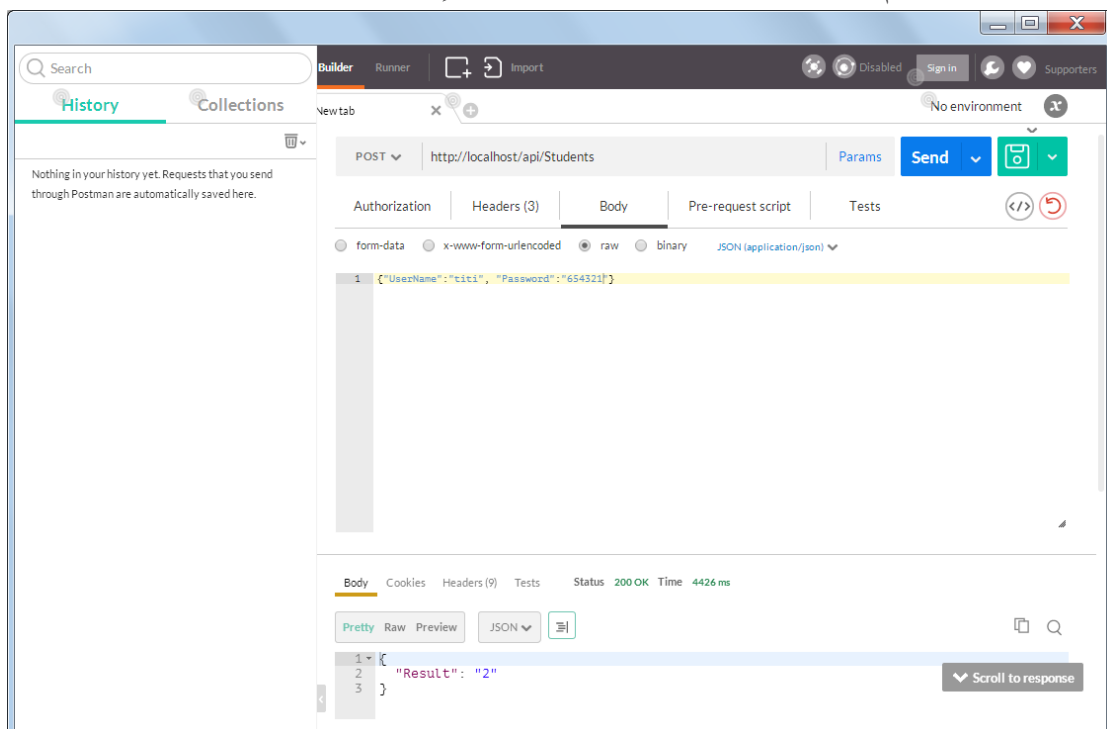 Search
Builder Runner Import Disabled Sign in Supporters
History Collections
New tab No environment
Nothing in your history yet. Requests that you send
through Postman are automatically saved here.
POST http://localhost/api/Students Params Send
Authorization Headers (3) Body Pre-request script Tests
form-data x-www-form-urlencoded raw binary JSON (application/json)
1 {"UserName":"titi", "Password":"654321"}
Body Cookies Headers (9) Tests Status 200 OK Time 4426 ms
Pretty Raw Preview JSON
1 {
2 "Result": "2"
3 }
Scroll to response